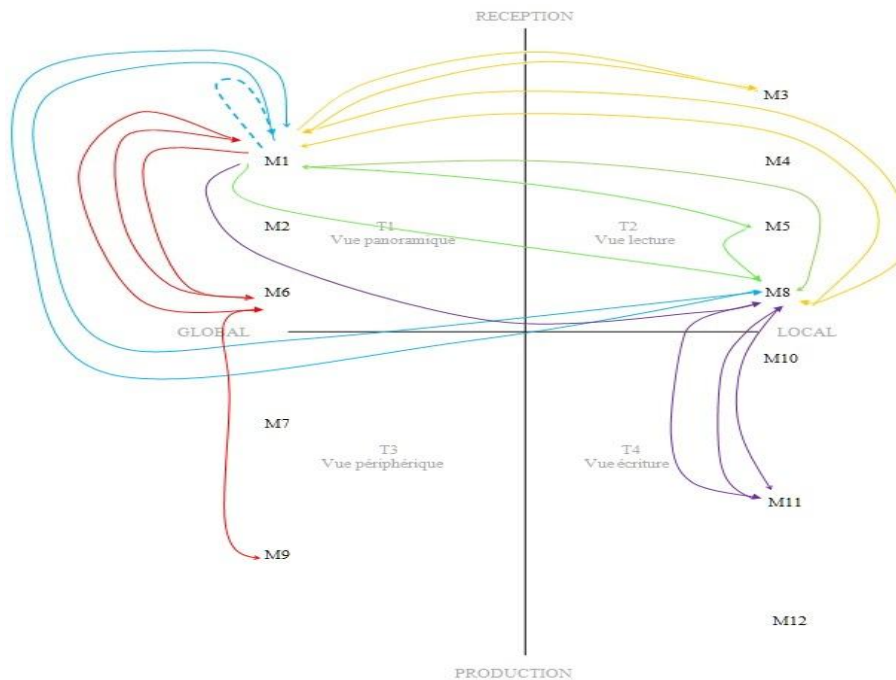 RECEPTION
M3
M1
M4
M2
T1
Vue panoramique
T2
Vue lecture
M5
M6
M8
GLOBAL
LOCAL
M10
M7
T3
Vue périphérique
T4
Vue écriture
M11
M9
M12
PRODUCTION